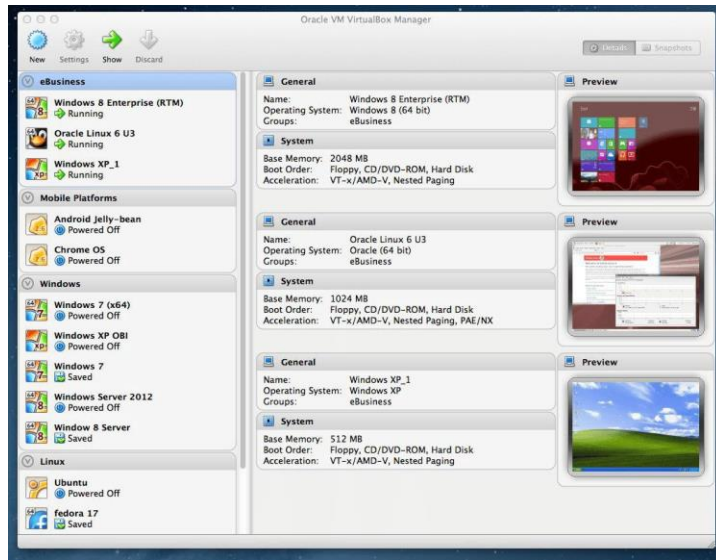 Oracle VM VirtualBox Manager
New Settings Show Discard
Details Snapshots
eBusiness
Windows 8 Enterprise (RTM)
Running
Oracle Linux 6 U3
Running
Windows XP_1
Running
Mobile Platforms
Android Jelly-bean
Powered Off
Chrome OS
Powered Off
Windows
Windows 7 (x64)
Powered Off
Windows XP OBI
Powered Off
Windows 7
Saved
Windows Server 2012
Powered Off
Window 8 Server
Saved
Linux
Ubuntu
Powered Off
fedora 17
Saved
General
Name: Windows 8 Enterprise (RTM)
Operating System: Windows 8 (64 bit)
Groups: eBusiness
System
Base Memory: 2048 MB
Boot Order: Floppy, CD/DVD-ROM, Hard Disk
Acceleration: VT-x/AMD-V, Nested Paging
Preview
General
Name: Oracle Linux 6 U3
Operating System: Oracle (64 bit)
Groups: eBusiness
System
Base Memory: 1024 MB
Boot Order: Floppy, CD/DVD-ROM, Hard Disk
Acceleration: VT-x/AMD-V, Nested Paging, PAE/NX
Preview
General
Name: Windows XP_1
Operating System: Windows XP
Groups: eBusiness
System
Base Memory: 512 MB
Boot Order: Floppy, CD/DVD-ROM, Hard Disk
Acceleration: VT-x/AMD-V, Nested Paging
Preview